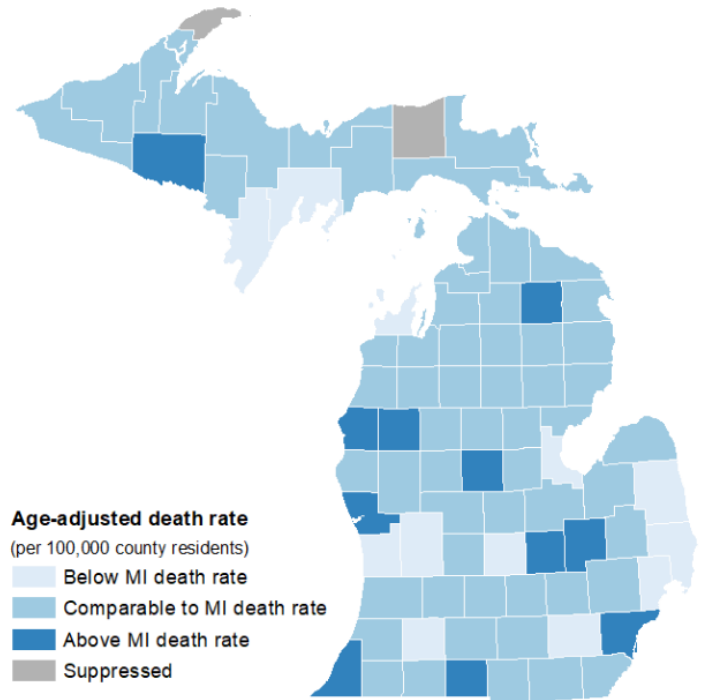 Age-adjusted death rate
(per 100,000 county residents)
Below MI death rate
Comparable to MI death rate
Above MI death rate
Suppressed